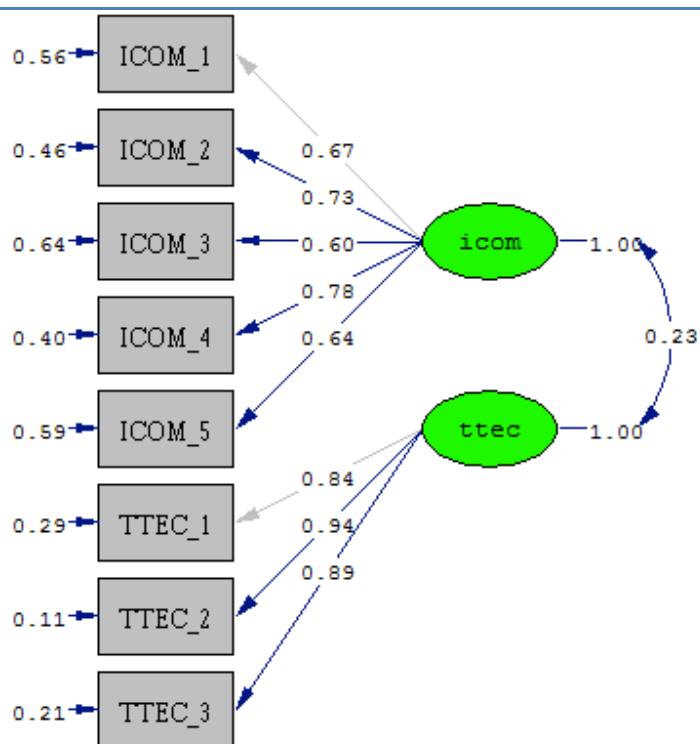 0.56 ICOM_1
0.46 ICOM_2 0.67
0.73
0.64 ICOM_3 0.60 icom 1.00
0.78
0.40 ICOM_4 0.64 0.23
0.59 ICOM_5 ttec 1.00
0.84
0.29 TTEC_1 0.94
0.89
0.11 TTEC_2
0.21 TTEC_3